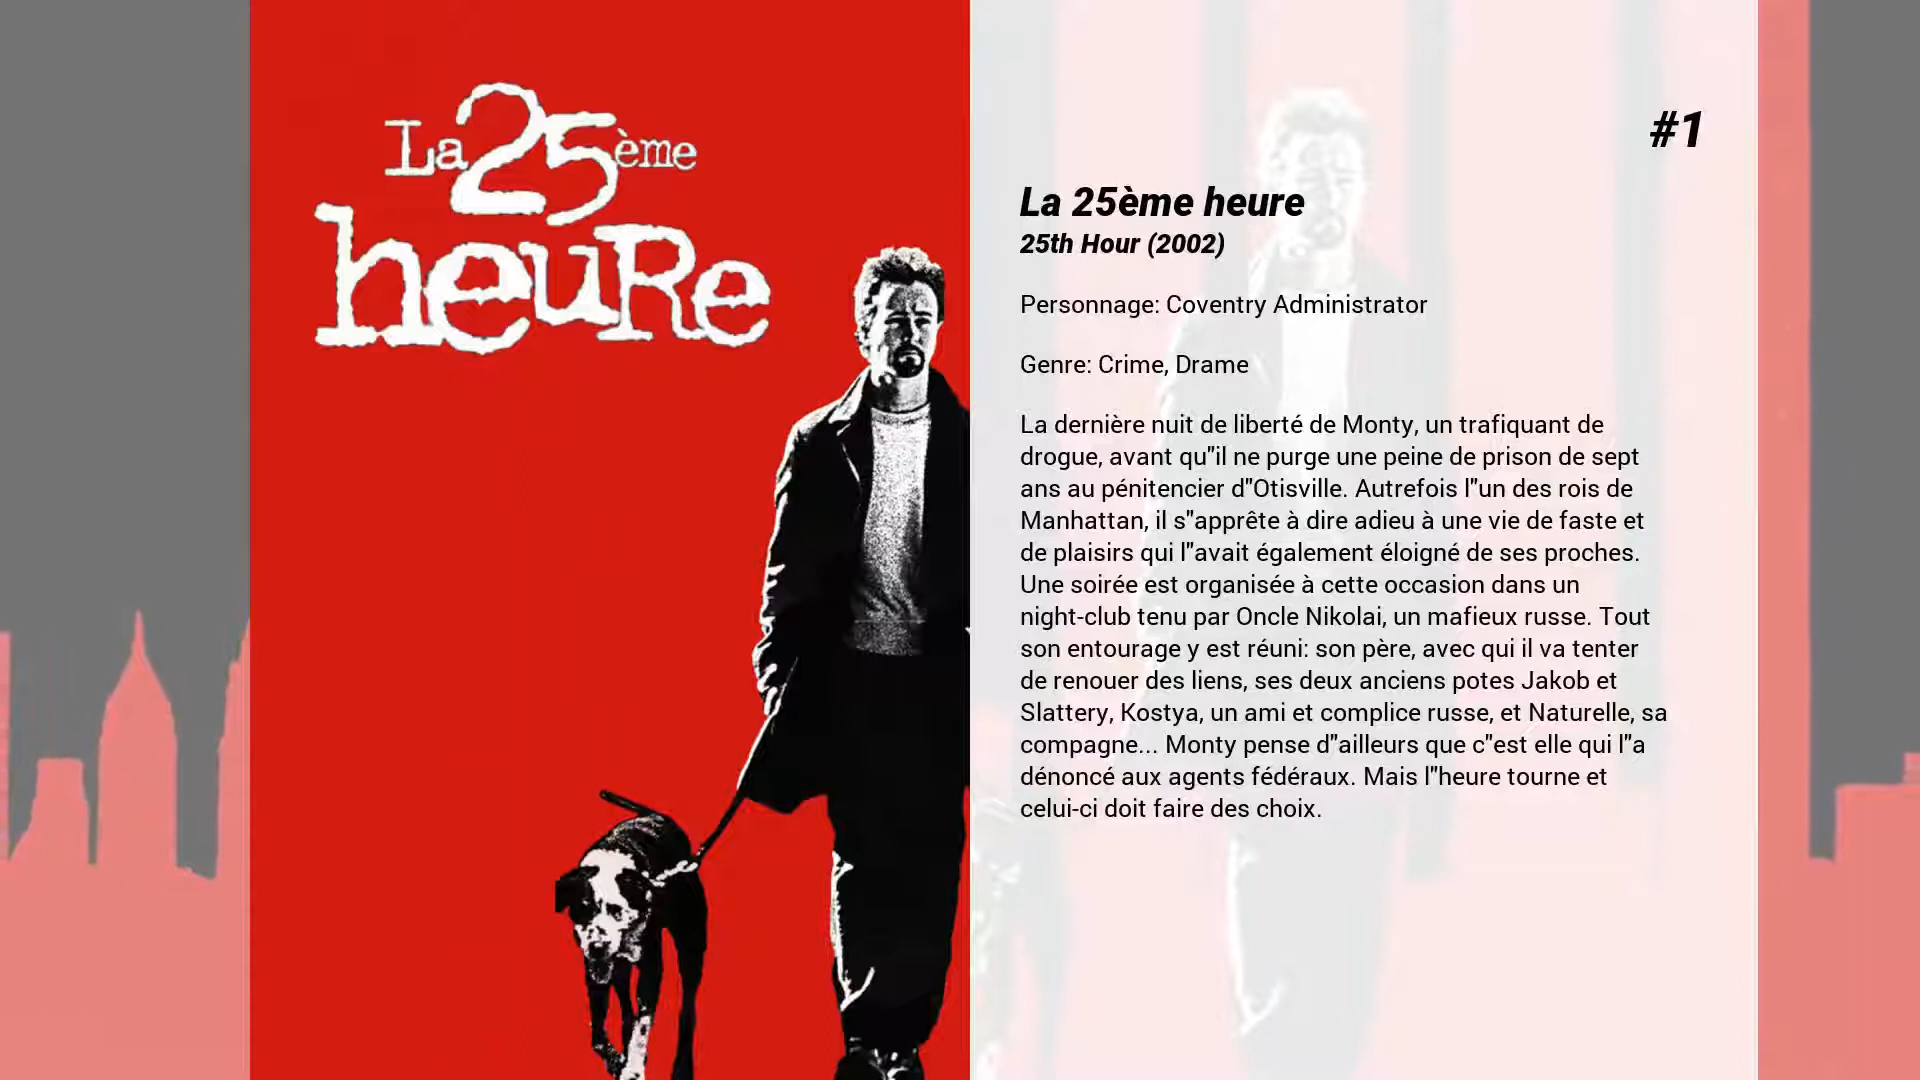 La 25ème
heure
#1
La 25ème heure
25th Hour (2002)
Personnage: Coventry Administrator
Genre: Crime, Drame
La dernière nuit de liberté de Monty, un trafiquant de
drogue, avant qu"il ne purge une peine de prison de sept
ans au pénitencier d"Otisville. Autrefois l"un des rois de
Manhattan, il s"apprête à dire adieu à une vie de faste et
de plaisirs qui l"avait également éloigné de ses proches.
Une soirée est organisée à cette occasion dans un
night-club tenu par Oncle Nikolai, un mafieux russe. Tout
son entourage y est réuni: son père, avec qui il va tenter
de renouer des liens, ses deux anciens potes Jakob et
Slattery, Kostya, un ami et complice russe, et Naturelle, sa
compagne... Monty pense d"ailleurs que c"est elle qui l"a
dénoncé aux agents fédéraux. Mais l"heure tourne et
celui-ci doit faire des choix.